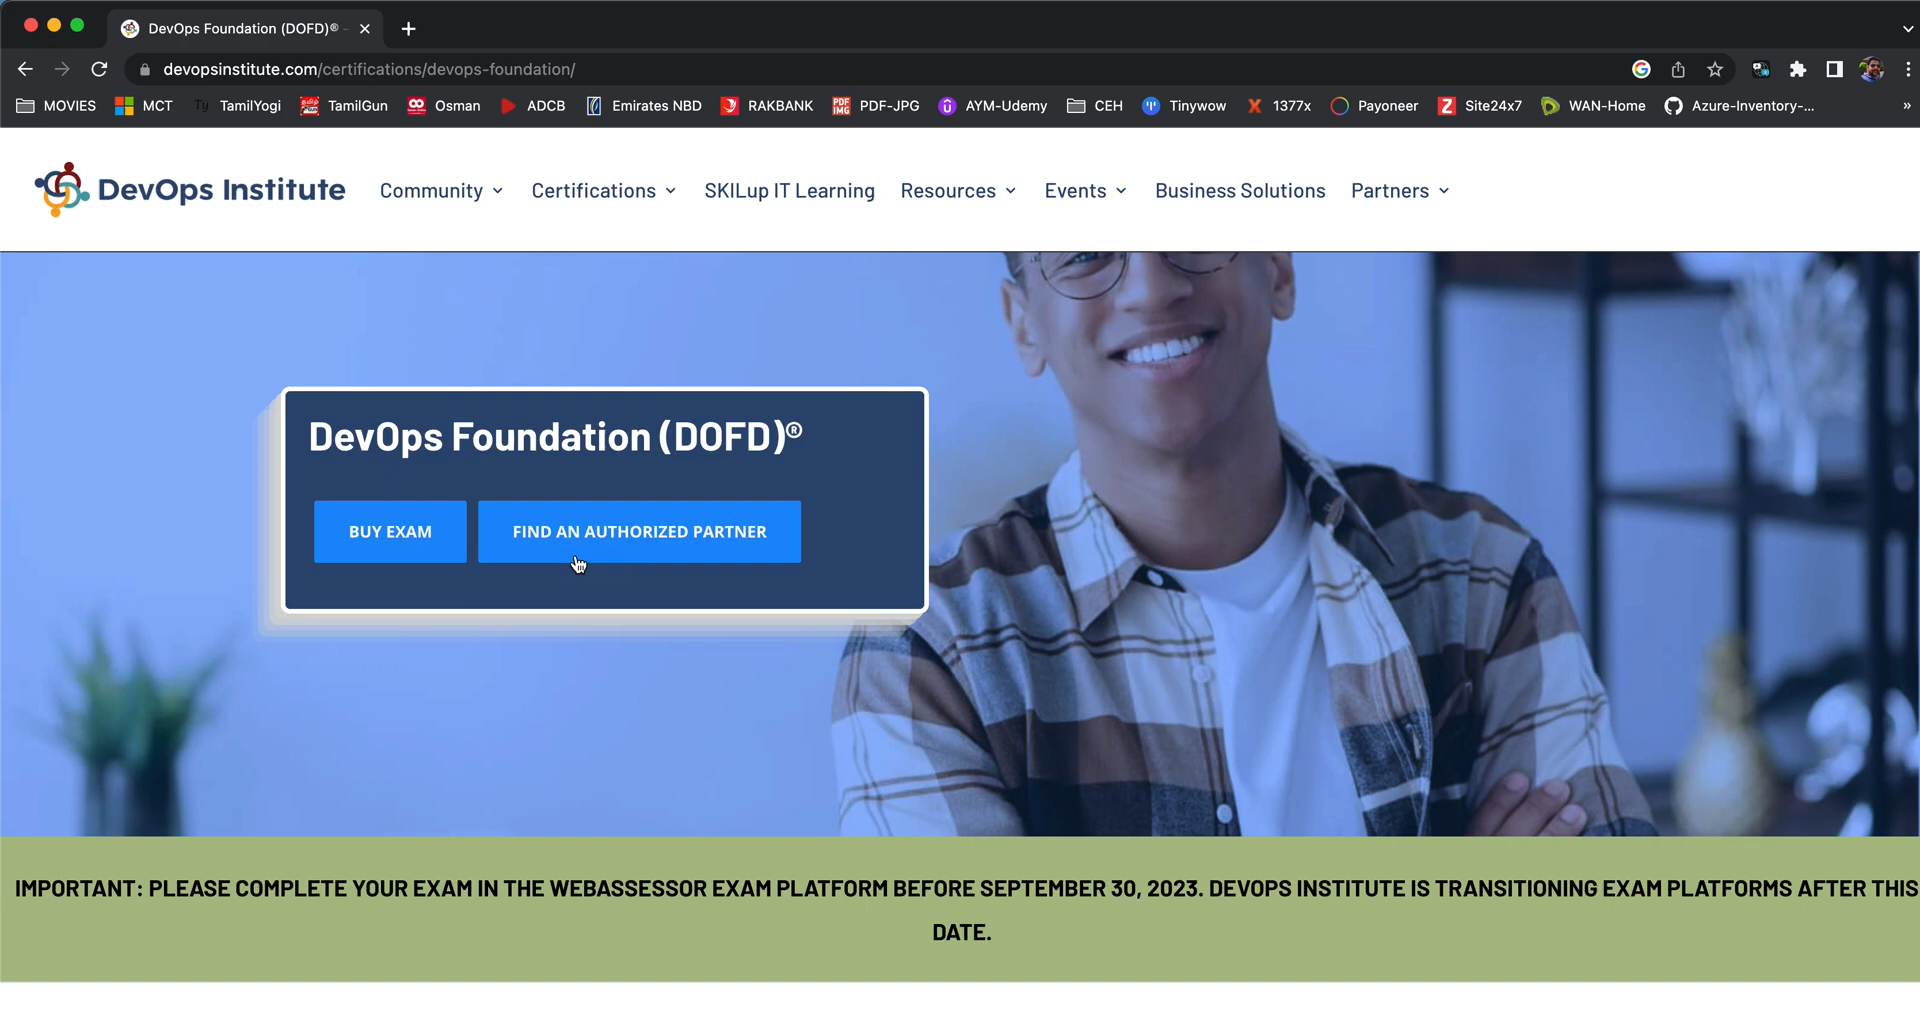 DevOps Foundation (DOFD)® -
devopsinstitute.com/certifications/devops-foundation/
MOVIES MCT Ty TamilYogi TamilGun Osman ADCB Emirates NBD RAKBANK PDF-JPG AYM-Udemy CEH Tinywow 1377x Payoneer Site24x7 WAN-Home Azure-Inventory-... »
DevOps Institute Community Certifications SKILup IT Learning Resources Events Business Solutions Partners
DevOps Foundation (DOFD)®
BUY EXAM FIND AN AUTHORIZED PARTNER
IMPORTANT: PLEASE COMPLETE YOUR EXAM IN THE WEBASSESSOR EXAM PLATFORM BEFORE SEPTEMBER 30, 2023. DEVOPS INSTITUTE IS TRANSITIONING EXAM PLATFORMS AFTER THIS
DATE.